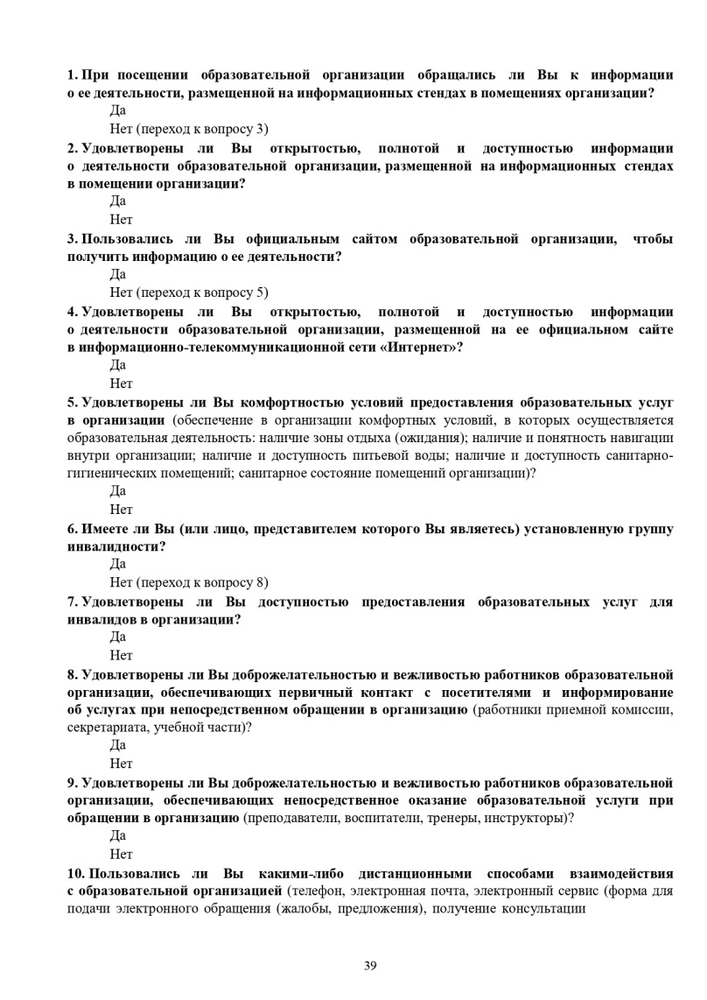 1. При посещении образовательной организации обращались ли Вы к информации
о ее деятельности, размещенной на информационных стендах в помещениях организации?
Да
Нет (переход к вопросу 3)
2. Удовлетворены ли Вы открытостью, полнотой и доступностью информации
о деятельности образовательной организации, размещенной на информационных стендах
в помещении организации?
Да
Нет
3. Пользовались ли Вы официальным сайтом образовательной организации, чтобы
получить информацию о ее деятельности?
Да
Нет (переход к вопросу 5)
4. Удовлетворены ли Вы открытостью, полнотой и доступностью информации
о деятельности образовательной организации, размещенной на ее официальном сайте
в информационно-телекоммуникационной сети «Интернет»?
Да
Нет
5. Удовлетворены ли Вы комфортностью условий предоставления образовательных услуг
в организации (обеспечение в организации комфортных условий, в которых осуществляется
образовательная деятельность: наличие зоны отдыха (ожидания); наличие и понятность навигации
внутри организации; наличие и доступность питьевой воды; наличие и доступность санитарно-
гигиенических помещений; санитарное состояние помещений организации)?
Да
Нет
6. Имеете ли Вы (или лицо, представителем которого Вы являетесь) установленную группу
инвалидности?
Да
Нет (переход к вопросу 8)
7. Удовлетворены ли Вы доступностью предоставления образовательных услуг для
инвалидов в организации?
Да
Нет
8. Удовлетворены ли Вы доброжелательностью и вежливостью работников образовательной
организации, обеспечивающих первичный контакт с посетителями и информирование
об услугах при непосредственном обращении в организацию (работники приемной комиссии,
секретариата, учебной части)?
Да
Нет
9. Удовлетворены ли Вы доброжелательностью и вежливостью работников образовательной
организации, обеспечивающих непосредственное оказание образовательной услуги при
обращении в организацию (преподаватели, воспитатели, тренеры, инструкторы)?
Да
Нет
10. Пользовались ли Вы какими-либо дистанционными способами взаимодействия
с образовательной организацией (телефон, электронная почта, электронный сервис (форма для
подачи электронного обращения (жалобы, предложения), получение консультации
39